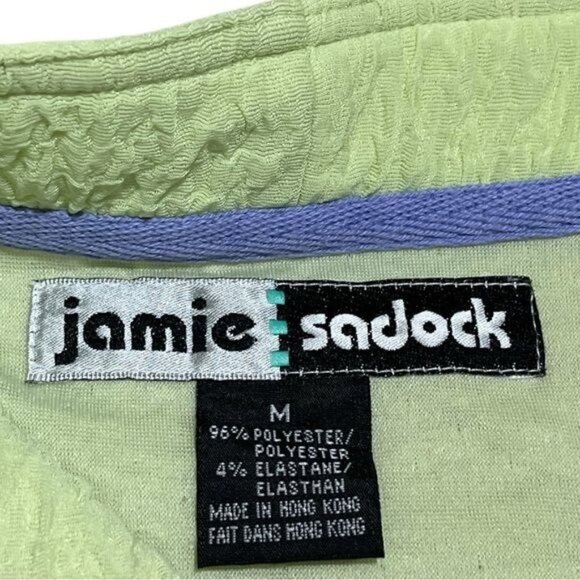 jamie sadock
M
96% POLYESTER/
POLYESTER
4% ELASTANE/
ELASTHAN
MADE IN HONG KONG
FAIT DANS HONG KONG